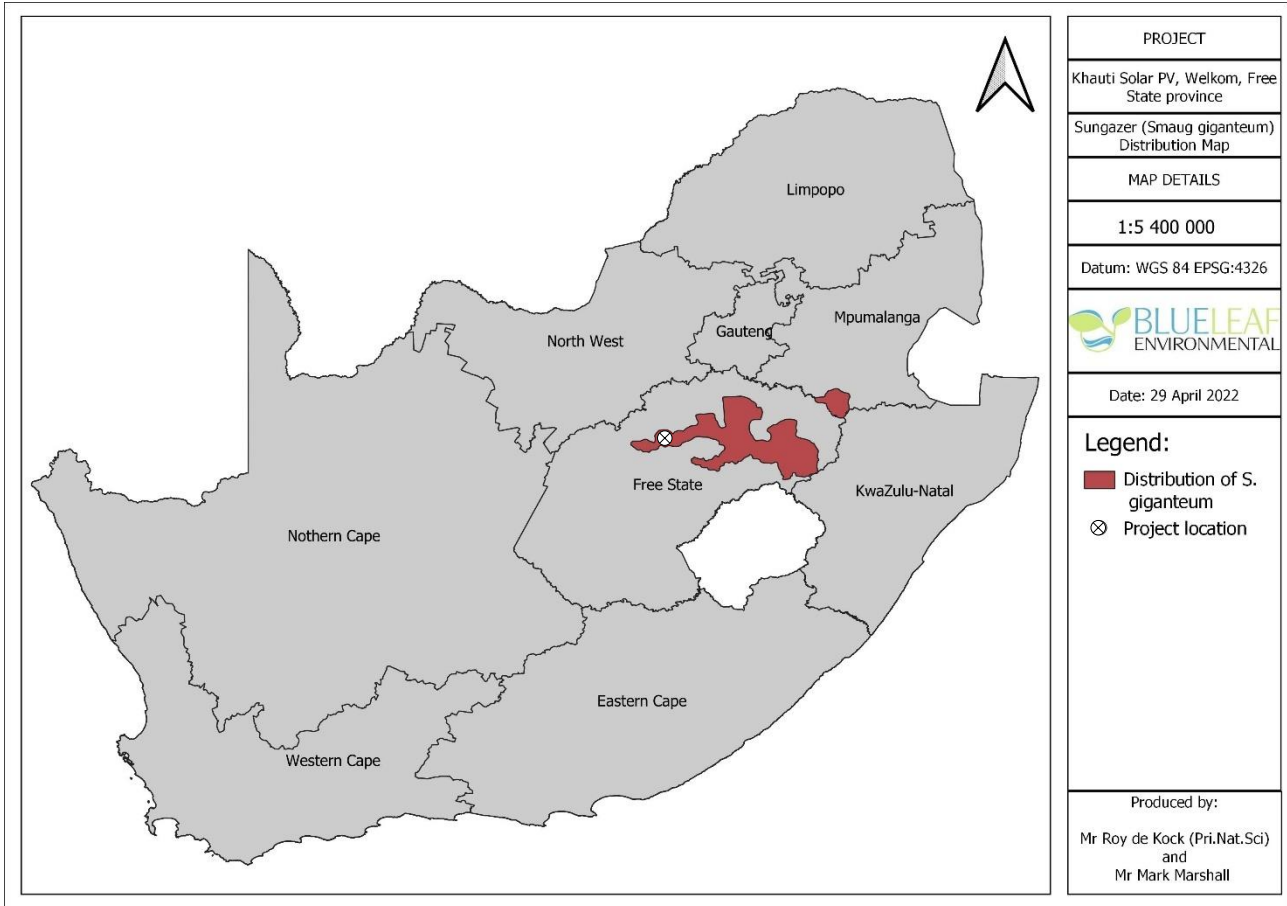 Limpopo
Mpumalanga
Gauteng
North West
Free State
KwaZulu-Natal
Nothern Cape
Eastern Cape
Western Cape
PROJECT
Khauti Solar PV, Welkom, Free
State province
Sungazer (Smaug giganteum)
Distribution Map
MAP DETAILS
1:5 400 000
Datum: WGS 84 EPSG:4326
BLUELEAF
ENVIRONMENTAL
Date: 29 April 2022
Legend:
Distribution of S.
giganteum
Project location
Produced by:
Mr Roy de Kock (Pri.Nat.Sci)
and
Mr Mark Marshall